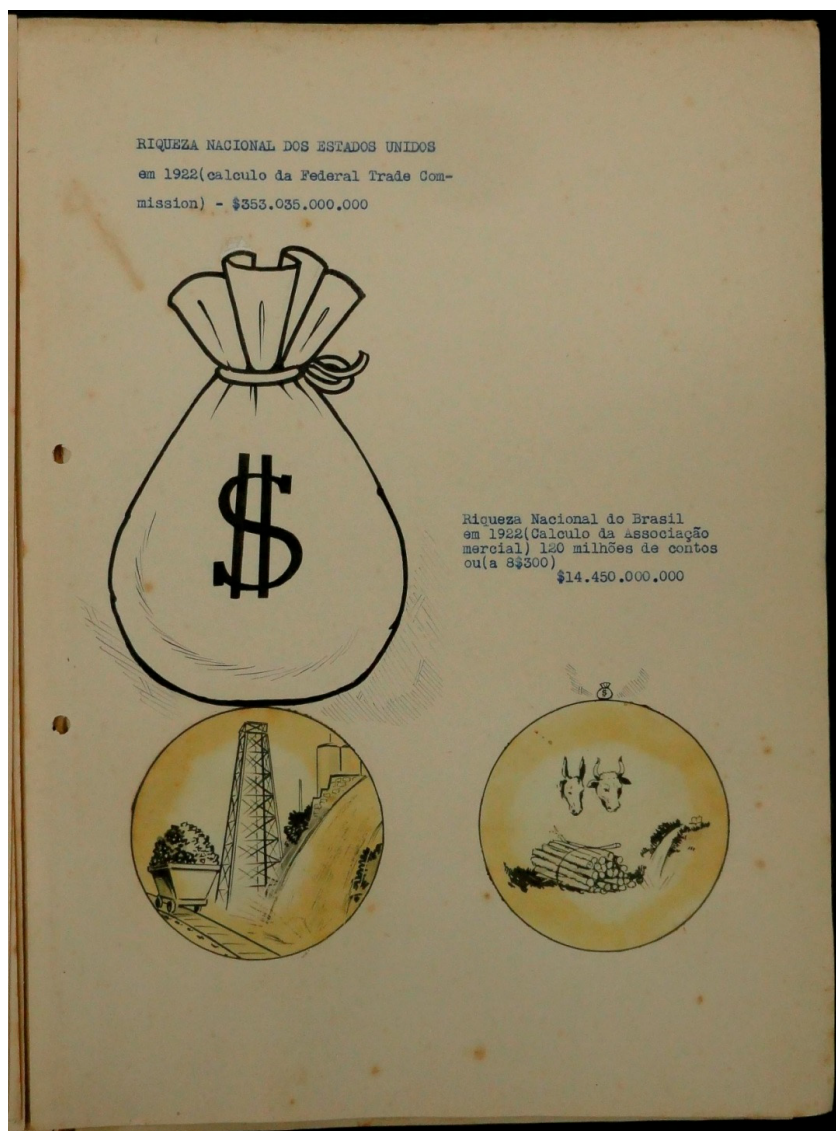 RIQUEZA NACIONAL DOS ESTADOS UNIDOS
em 1922(calculo da Federal Trade Com-
mission) - $353.035.000.000
$
Riqueza Nacional do Brasil
em 1922(Calculo da Associação
mercial) 120 milhões de contos
ou(a 8$300)
$14.450.000.000
$